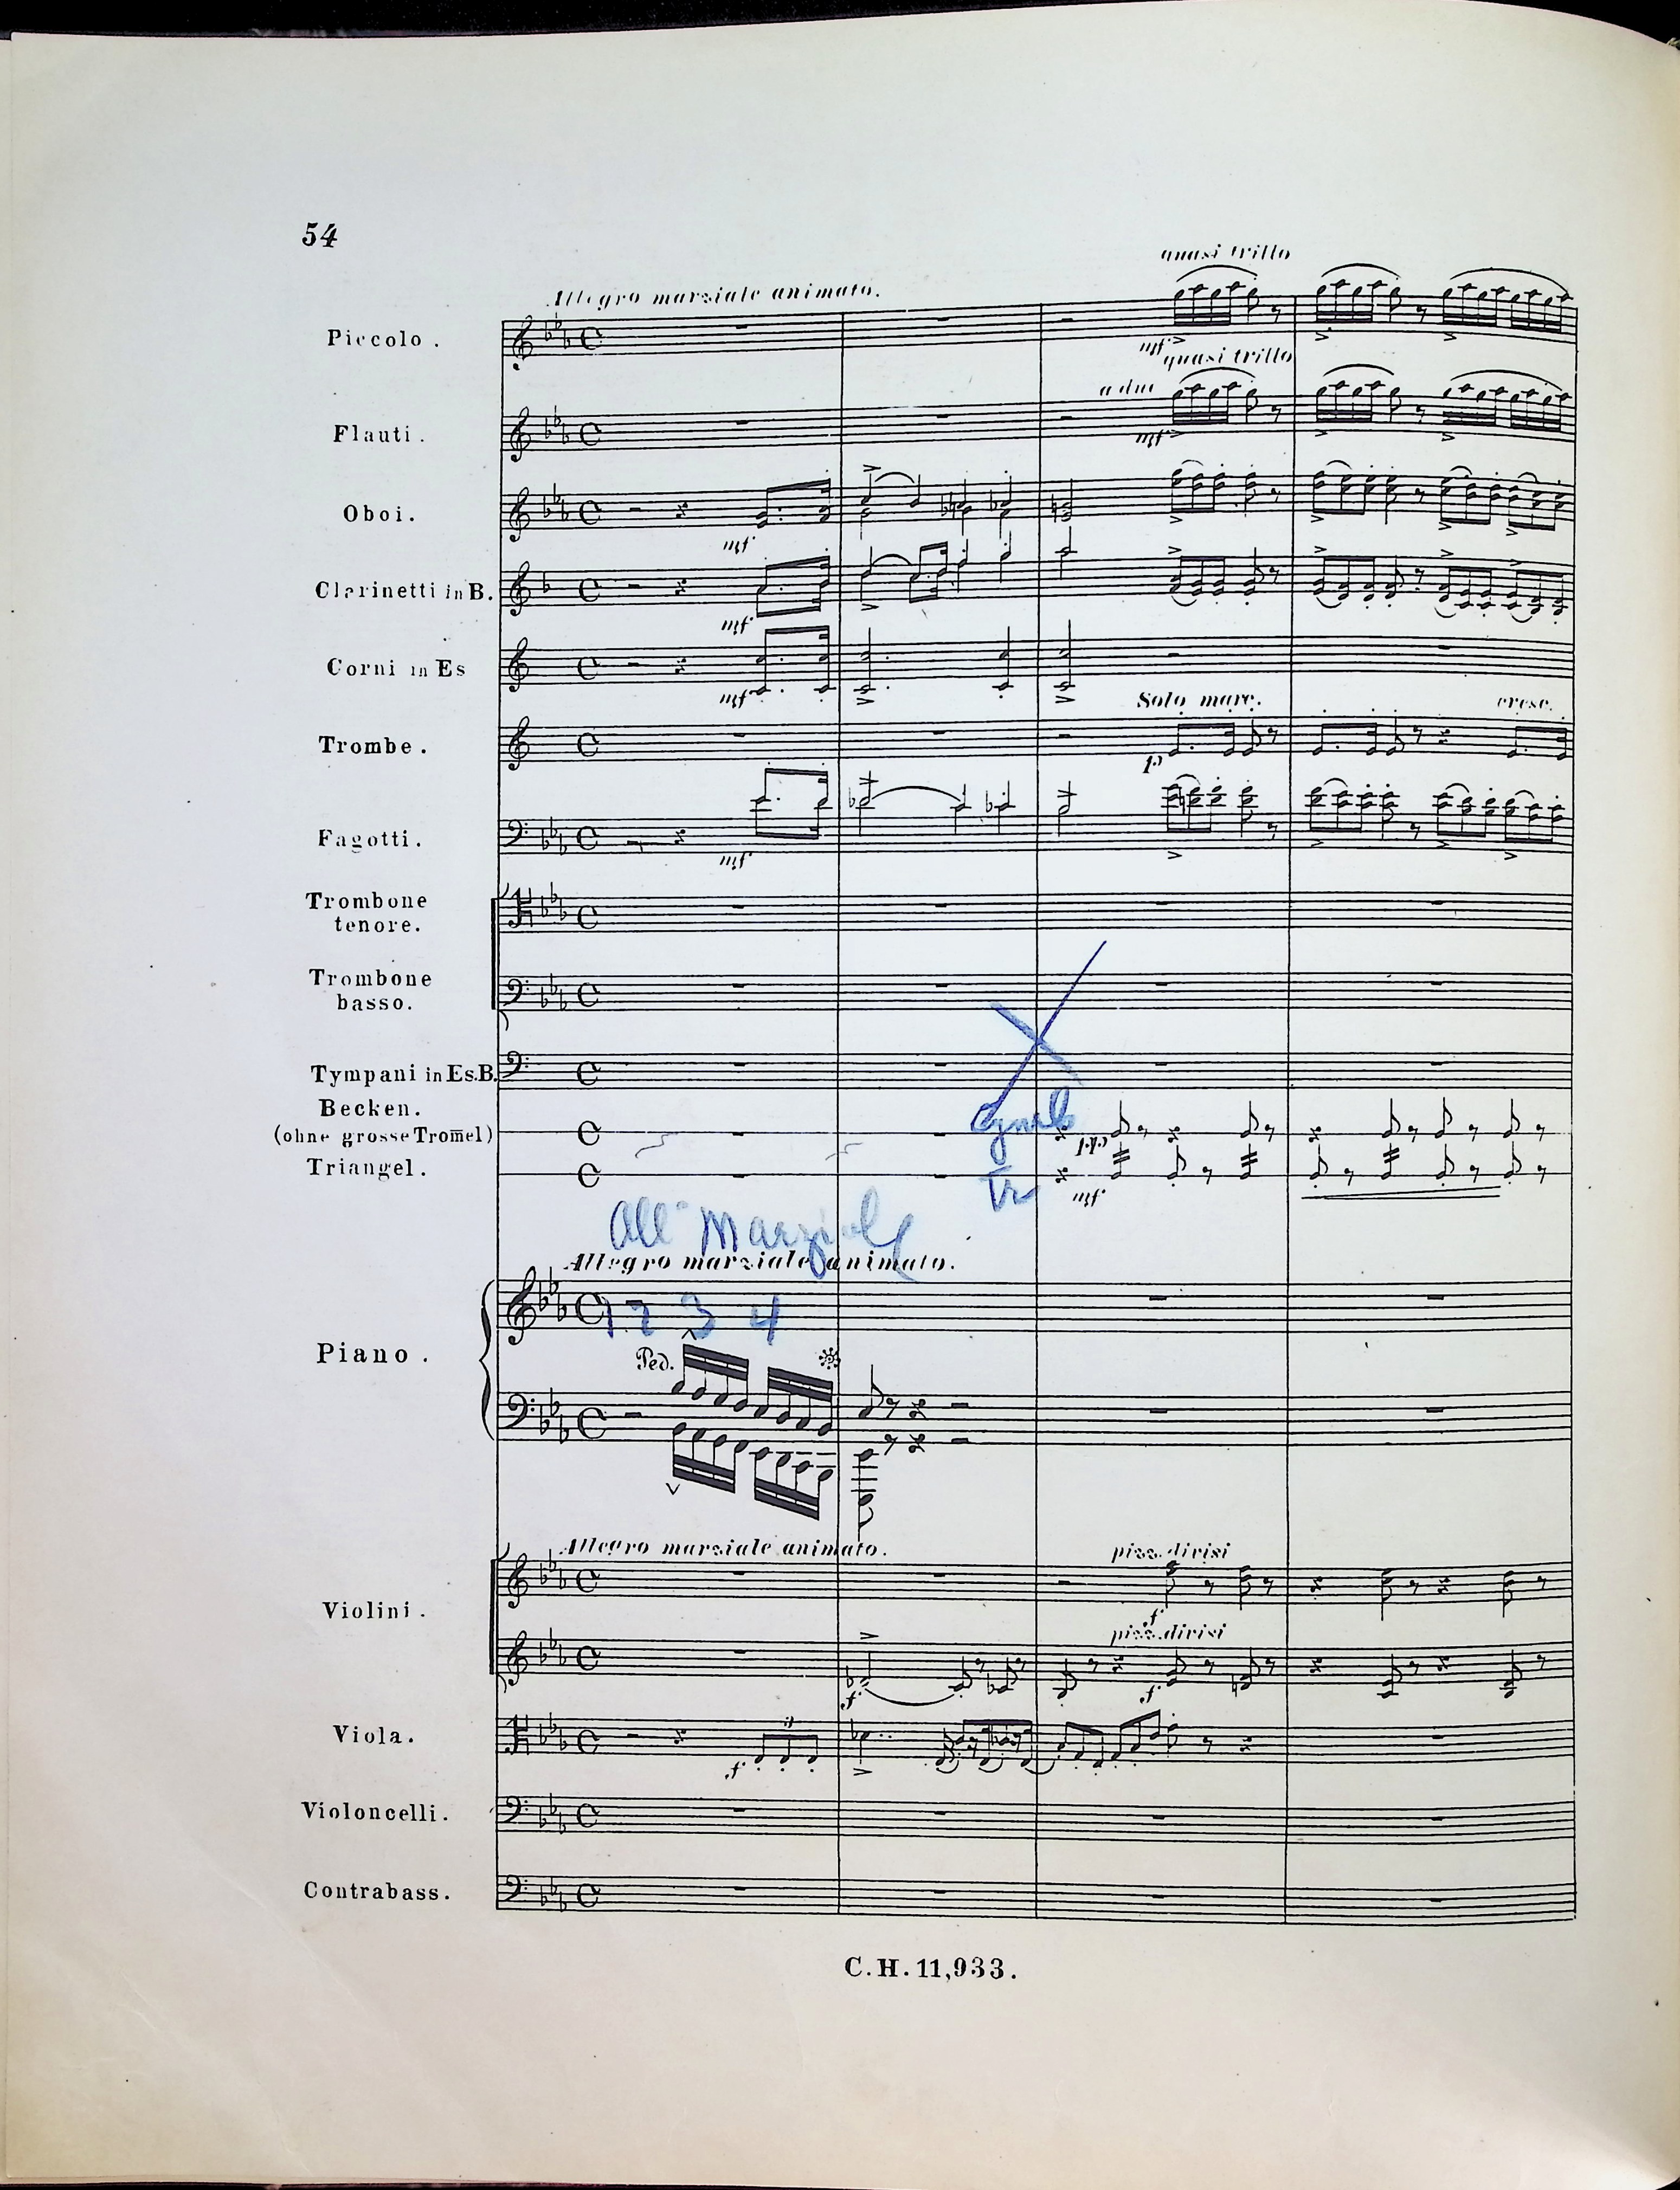 54
quasi trillo
Allegro marziale animato.
Piccolo.
mf
quasi trillo
a due
Flauti.
mf
Oboi.
mf
Clarinetti in B.
mf
Corni in Es
mf
Solo marc.
cresc.
Trombe.
p
Fagotti.
mf
Trombone
tenore.
Trombone
basso.
Tympani in Es.B.
Becken.
(ohne grosse Trom̅el)
pp
Triangel.
Tr
mf
All° Marziale
Allegro marziale animato.
1 2 3 4
Piano.
Ped.
Allegro marziale animato.
pizz. divisi
Violini.
f
pizz. divisi
f
f
Viola.
3
f
Violoncelli.
Contrabass.
C.H. 11,933.